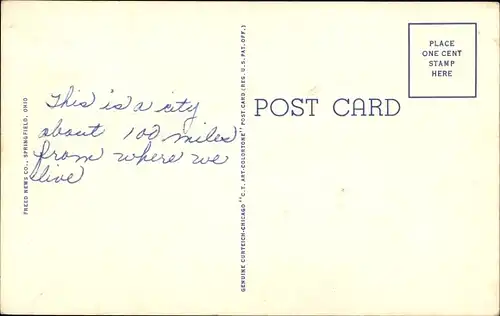 This is a city
about 100 miles
from where we
live
FREED NEWS CO., SPRINGFIELD, OHIO
GENUINE CURTEICH-CHICAGO "C.T. ART-COLORTONE" POST CARD (REG. U.S. PAT. OFF.)
POST CARD
PLACE
ONE CENT
STAMP
HERE